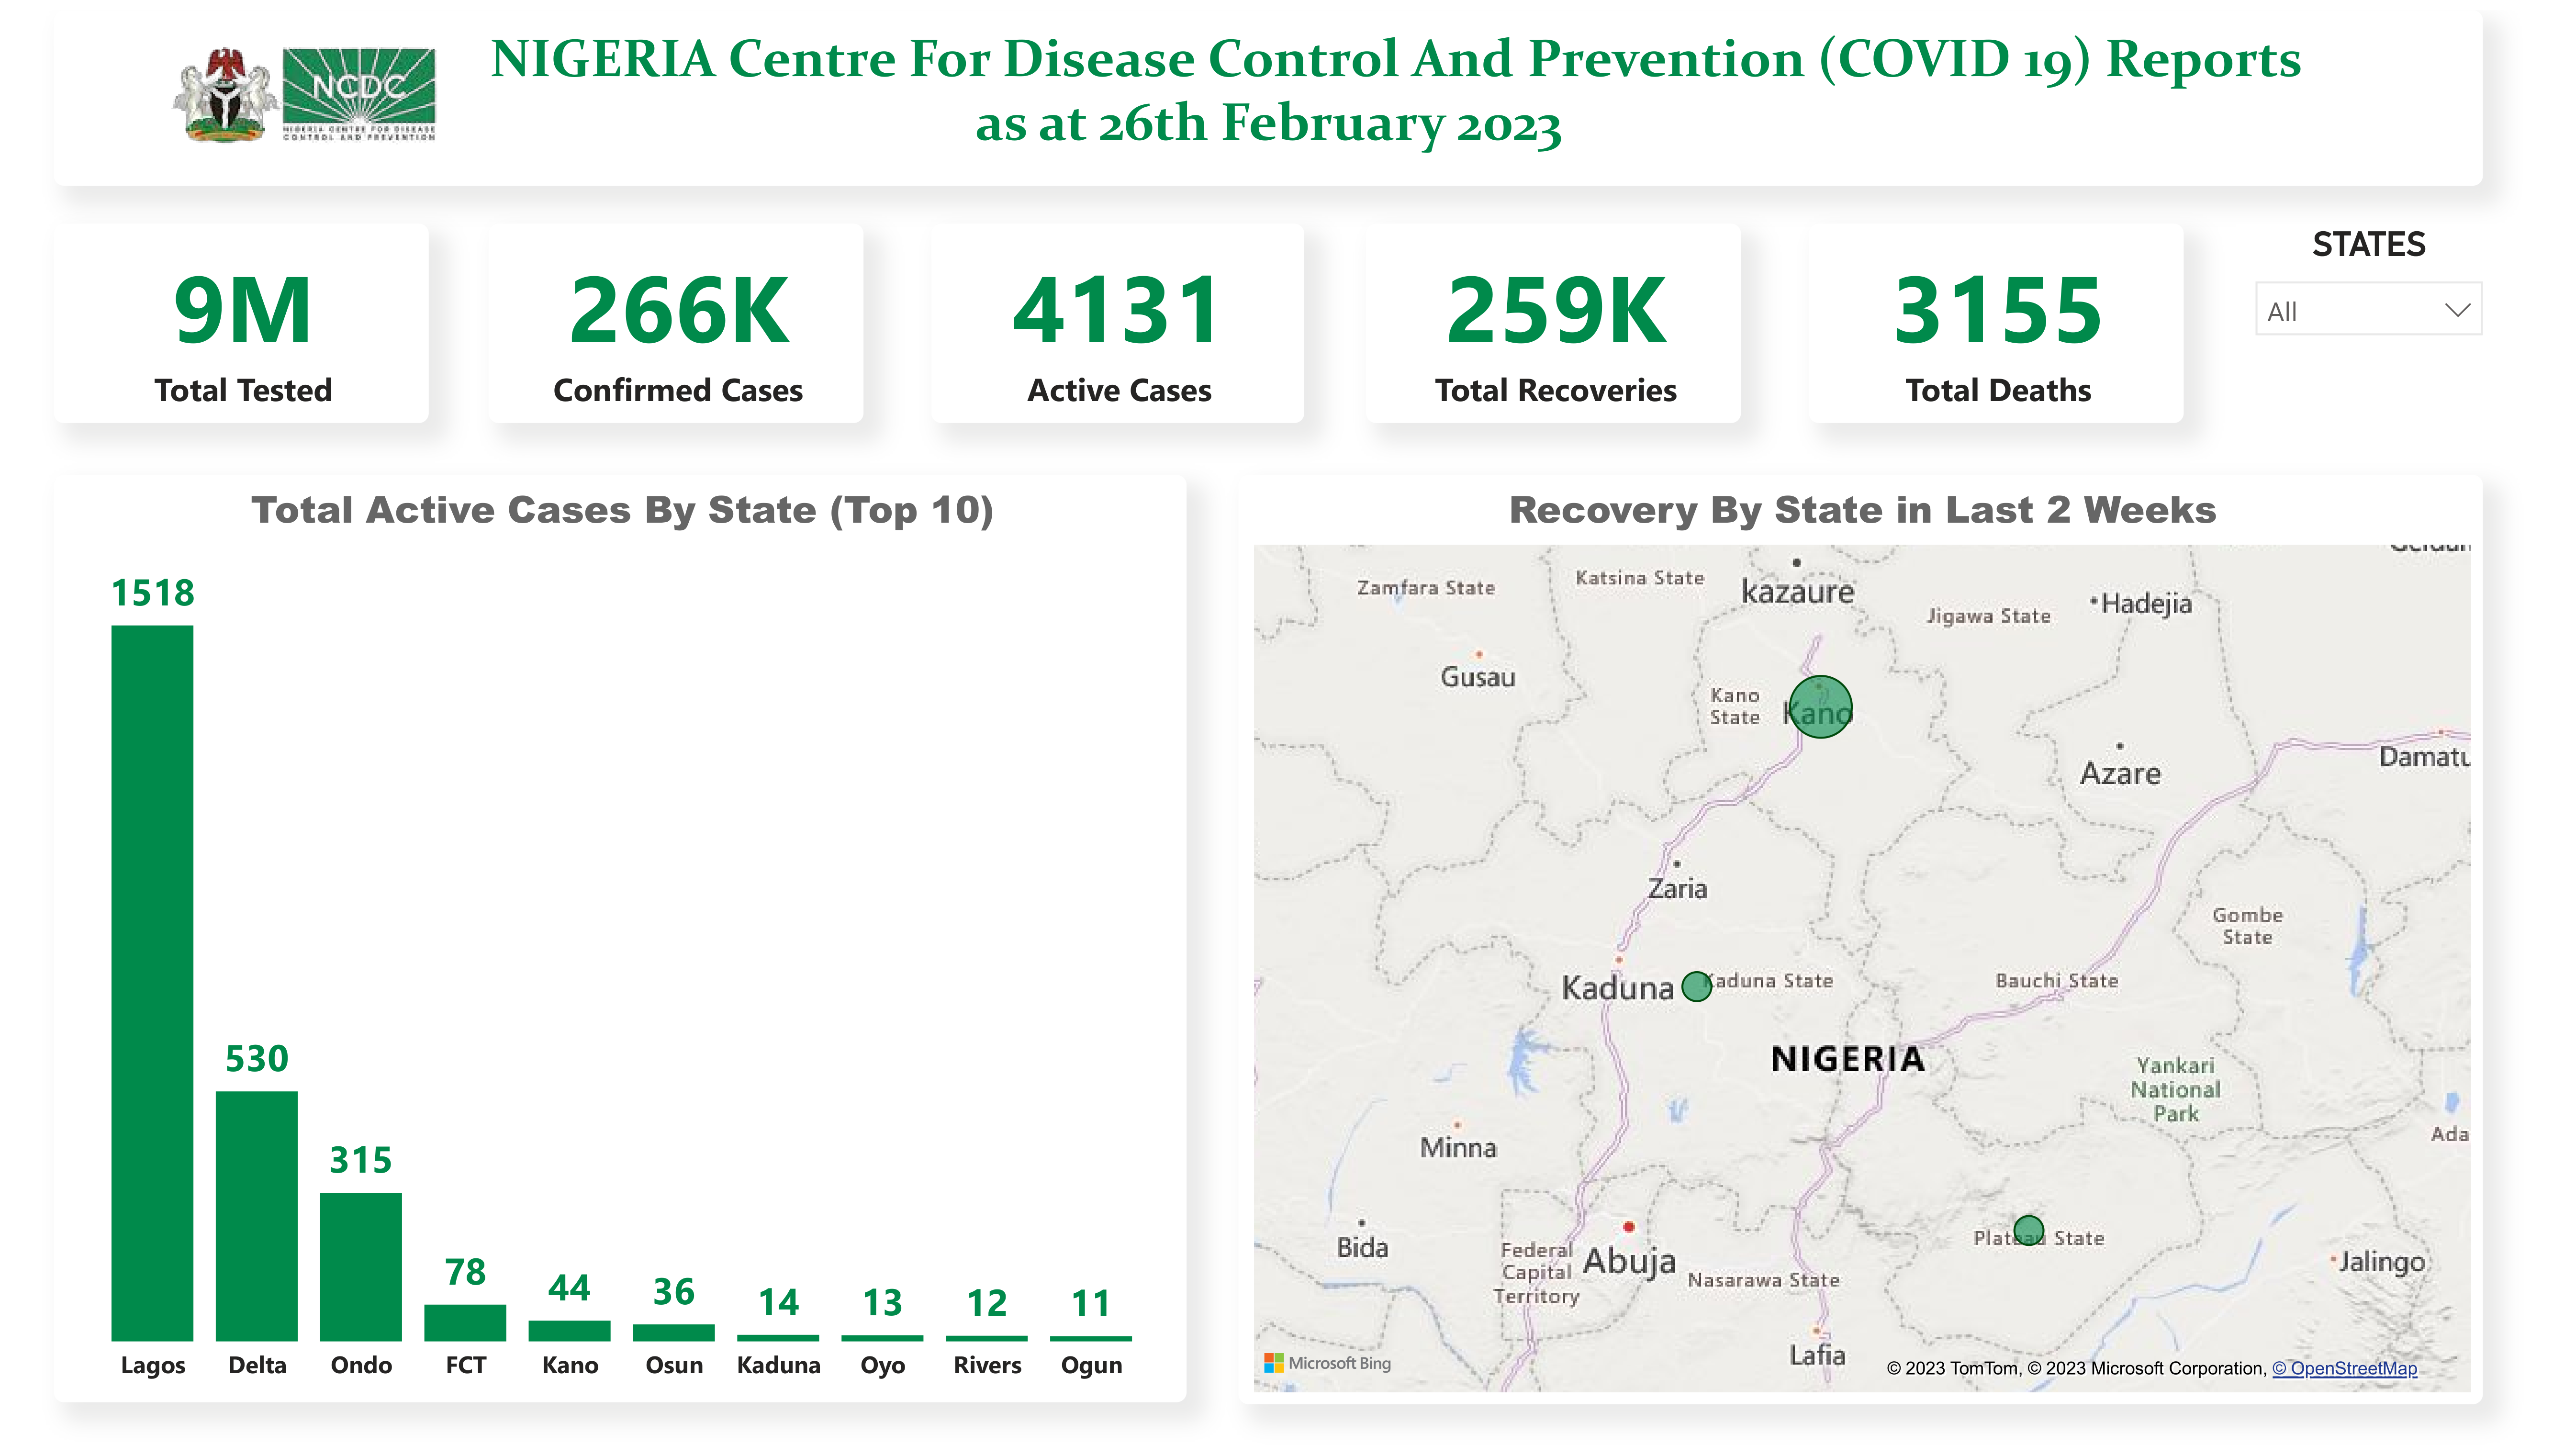 NIGERIA Centre For Disease Control And Prevention (COVID 19) Reports
as at 26th February 2023
NCDC
NIGERIA CENTRE FOR DISEASE
CONTROL AND PREVENTION
9M
Total Tested
266K
Confirmed Cases
4131
Active Cases
259K
Total Recoveries
3155
Total Deaths
STATES
All
Total Active Cases By State (Top 10)
1518
530
315
78
44
36
14
13
12
11
Lagos
Delta
Ondo
FCT
Kano
Osun
Kaduna
Oyo
Rivers
Ogun
Recovery By State in Last 2 Weeks
Zamfara State
Katsina State
kazaure
Jigawa State
Hadejia
Gusau
Kano
State
Kano
Azare
Damatu
Zaria
Gombe
State
Kaduna
Kaduna State
Bauchi State
NIGERIA
Yankari
National
Park
Minna
Ada
Bida
Federal
Capital
Territory
Abuja
Nasarawa State
Plateau State
Jalingo
Lafia
Microsoft Bing
© 2023 TomTom, © 2023 Microsoft Corporation, © OpenStreetMap